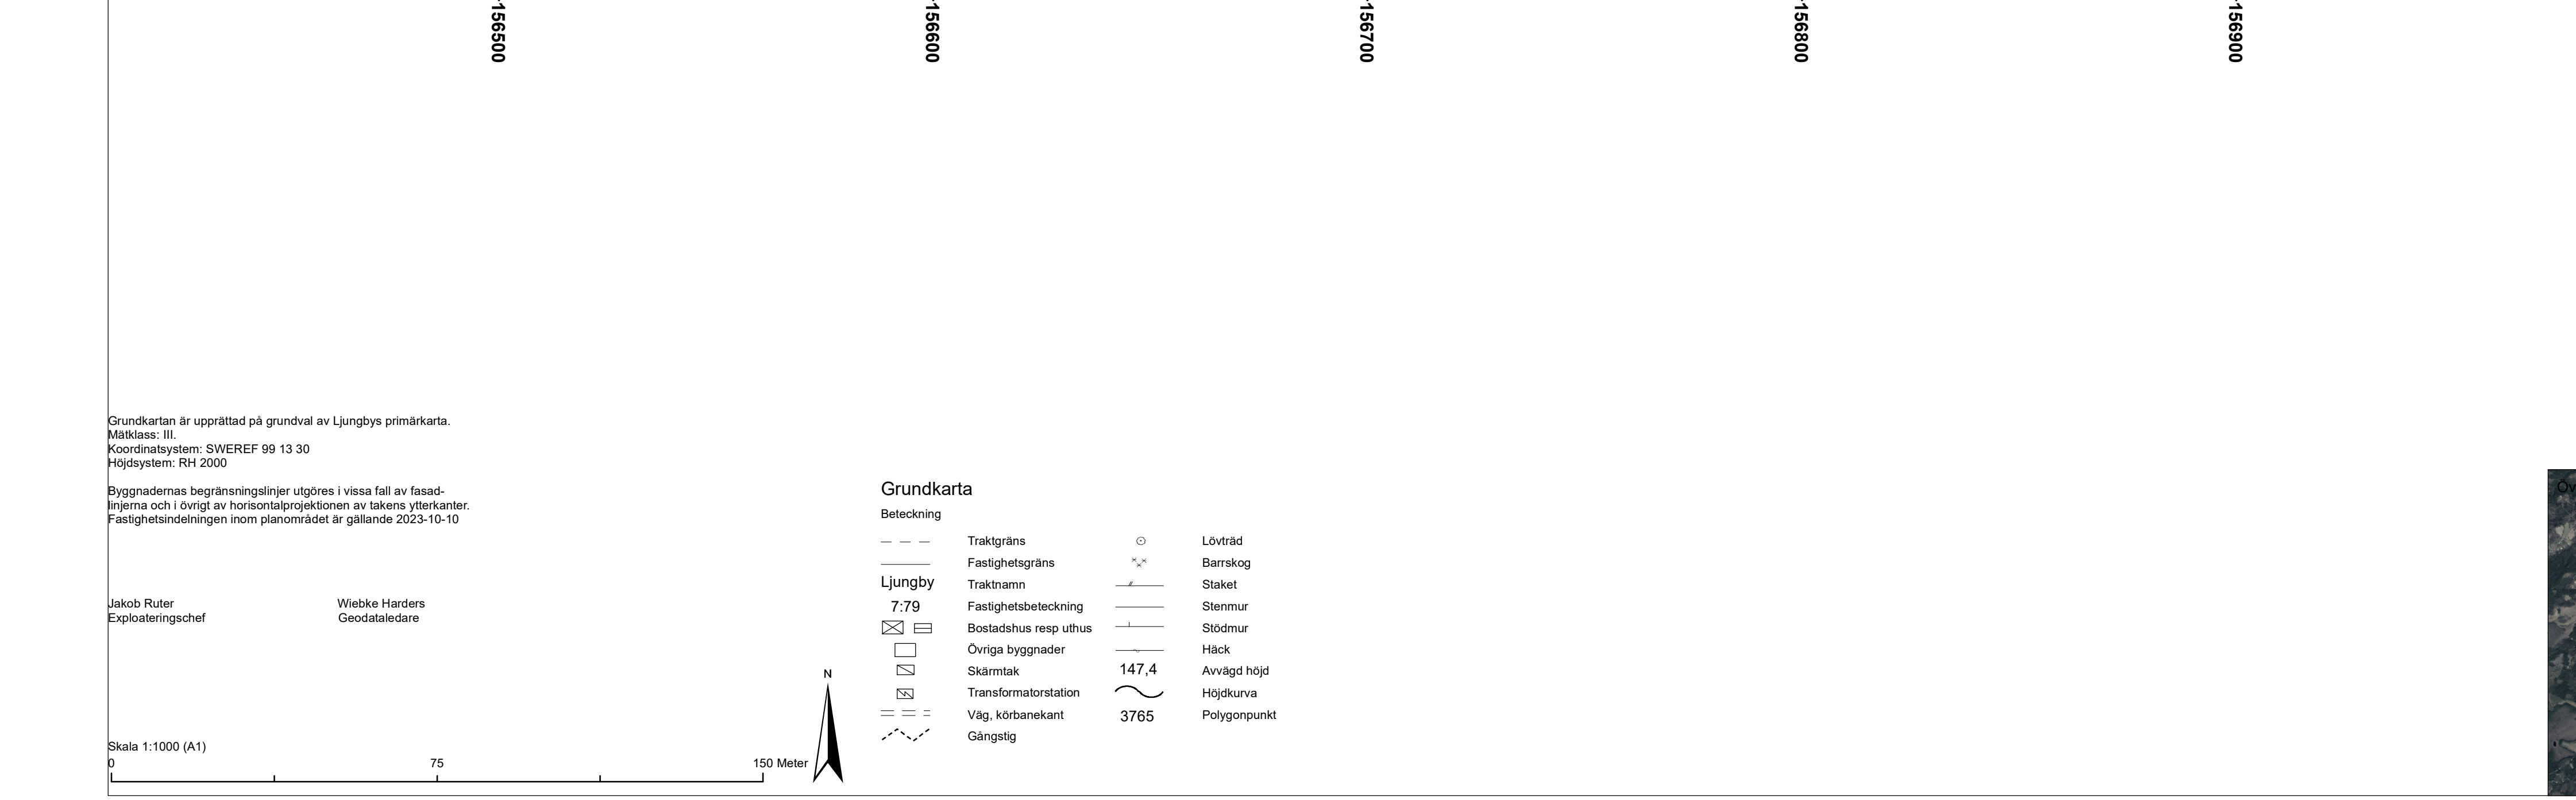 156500
156600
156700
156800
156900
Grundkartan är upprättad på grundval av Ljungbys primärkarta.
Mätklass: III.
Koordinatsystem: SWEREF 99 13 30
Höjdsystem: RH 2000
Byggnadernas begränsningslinjer utgöres i vissa fall av fasad-
linjerna och i övrigt av horisontalprojektionen av takens ytterkanter.
Fastighetsindelningen inom planområdet är gällande 2023-10-10
Jakob Ruter
Exploateringschef
Wiebke Harders
Geodataledare
Skala 1:1000 (A1)
0 75 150 Meter
N
Grundkarta
Beteckning
Traktgräns
Fastighetsgräns
Ljungby Traktnamn
7:79 Fastighetsbeteckning
Bostadshus resp uthus
Övriga byggnader
Skärmtak
Transformatorstation
Väg, körbanekant
Gångstig
Lövträd
Barrskog
Staket
Stenmur
Stödmur
Häck
147,4 Avvägd höjd
Höjdkurva
3765 Polygonpunkt